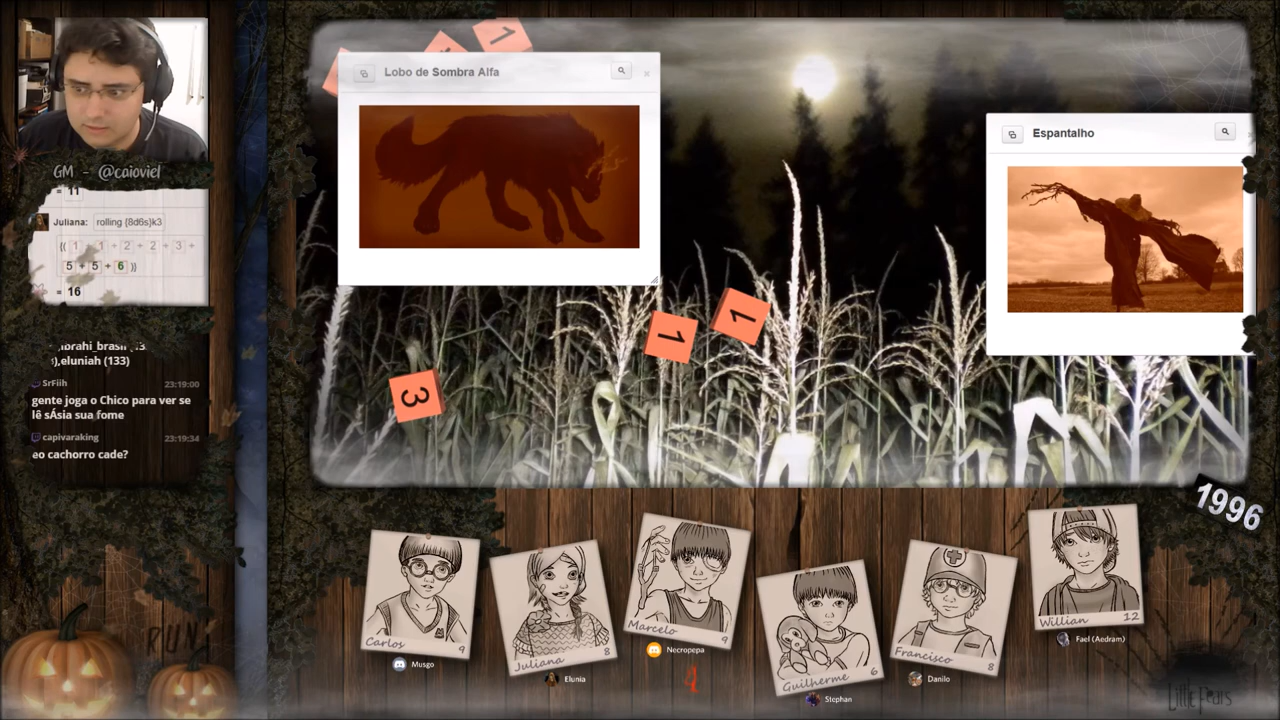 GM - @caioviel
= 11
Juliana: rolling {8d6s}k3
{( 1 + 1 + 2 + 2 + 3 +
5 + 5 + 6 )}
= 16
),eluniah (133)
SrFiih 23:19:00
gente joga o Chico para ver se
lê sÁsia sua fome
capivaraking 23:19:34
eo cachorro cade?
RUN
1
Lobo de Sombra Alfa
Espantalho
1
1
3
1996
Carlos 9
Musgo
Juliana 8
Elunia
Marcelo 9
Necropepa
Guilherme 6
Stephan
Francisco 8
Danilo
Willian 12
Fael (Aedram)
Little Fears